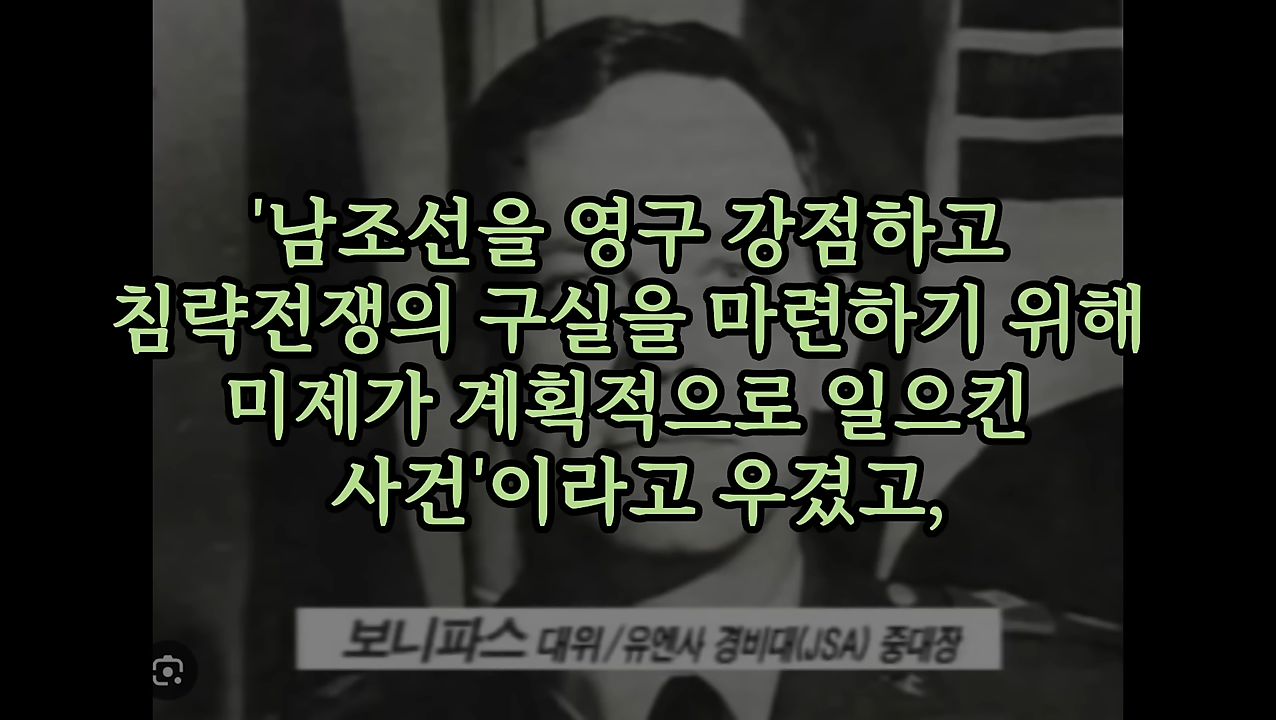 '남조선을 영구 강점하고
침략전쟁의 구실을 마련하기 위해
미제가 계획적으로 일으킨
사건'이라고 우겼고,
보니파스 대위/유엔사 경비대(JSA) 중대장